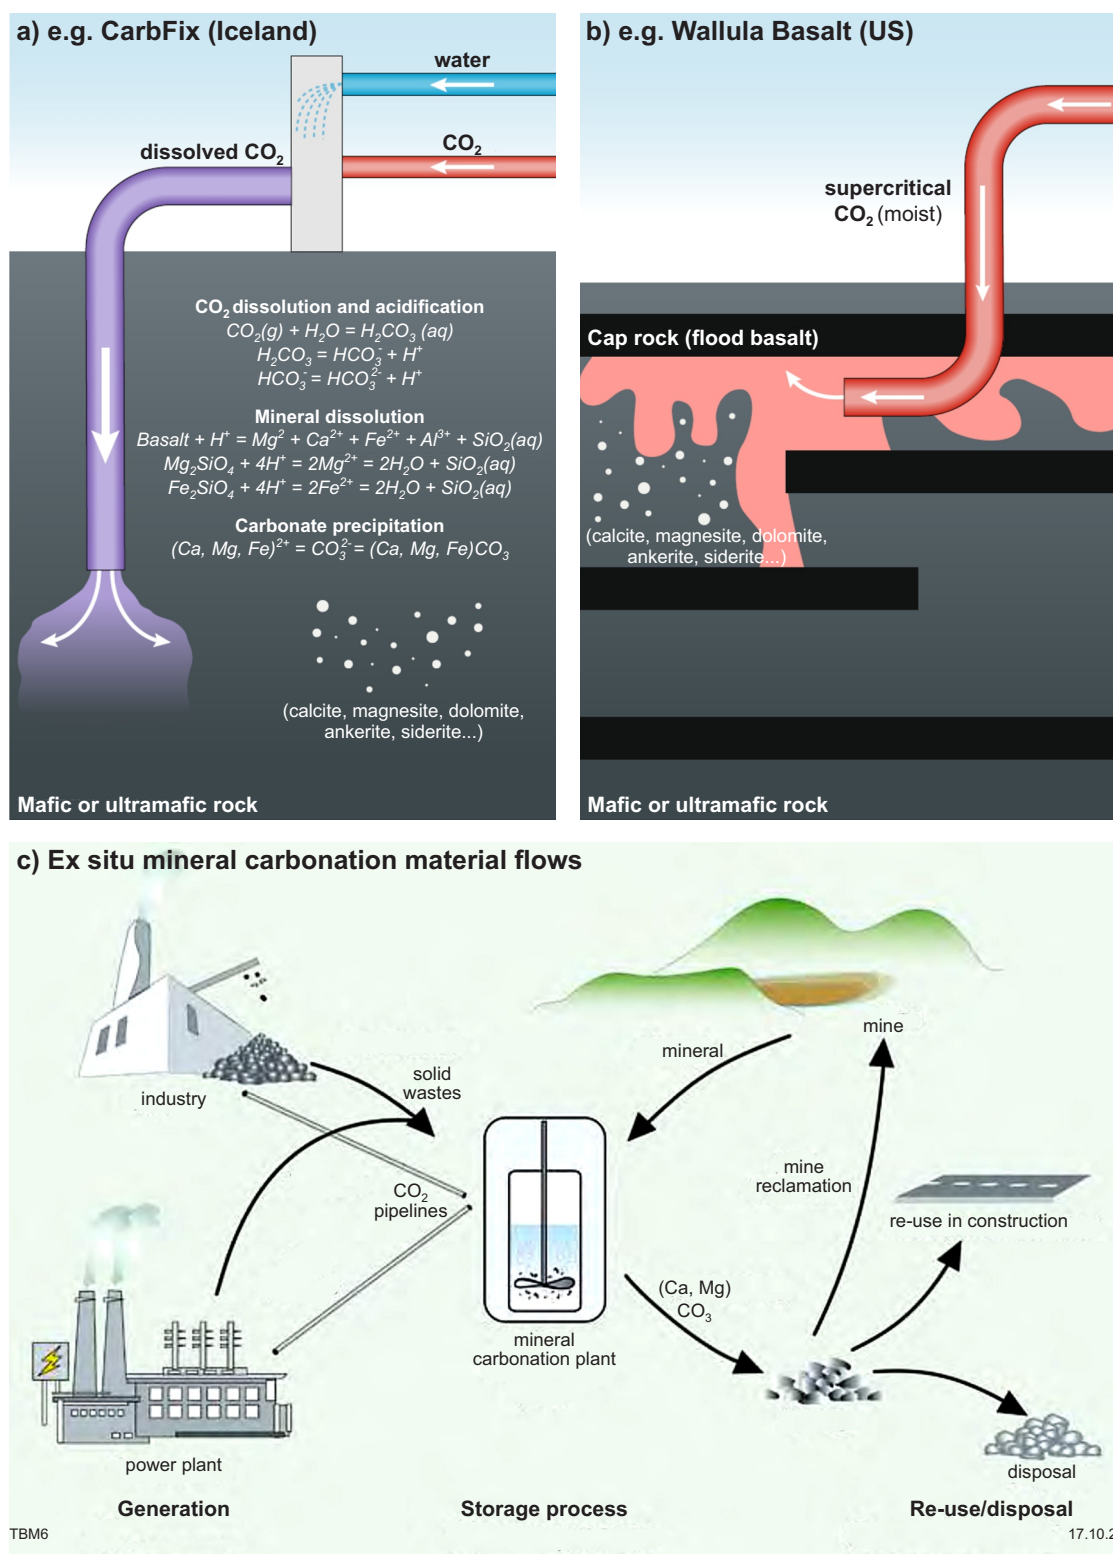 a) e.g. CarbFix (Iceland)
water
CO₂
dissolved CO₂
CO₂ dissolution and acidification
CO₂(g) + H₂O = H₂CO₃ (aq)
H₂CO₃ = HCO₃⁻ + H⁺
HCO₃⁻ = HCO₃²⁻ + H⁺
Mineral dissolution
Basalt + H⁺ = Mg² + Ca²⁺ + Fe²⁺ + Al³⁺ + SiO₂(aq)
Mg₂SiO₄ + 4H⁺ = 2Mg²⁺ = 2H₂O + SiO₂(aq)
Fe₂SiO₄ + 4H⁺ = 2Fe²⁺ = 2H₂O + SiO₂(aq)
Carbonate precipitation
(Ca, Mg, Fe)²⁺ = CO₃²⁻ = (Ca, Mg, Fe)CO₃
(calcite, magnesite, dolomite,
ankerite, siderite...)
Mafic or ultramafic rock
b) e.g. Wallula Basalt (US)
supercritical
CO₂ (moist)
Cap rock (flood basalt)
(calcite, magnesite, dolomite,
ankerite, siderite...)
Mafic or ultramafic rock
c) Ex situ mineral carbonation material flows
industry
solid
wastes
mineral
mine
CO₂
pipelines
mine
reclamation
re-use in construction
(Ca, Mg)
CO₃
mineral
carbonation plant
power plant
disposal
Generation
Storage process
Re-use/disposal
TBM6
17.10.2